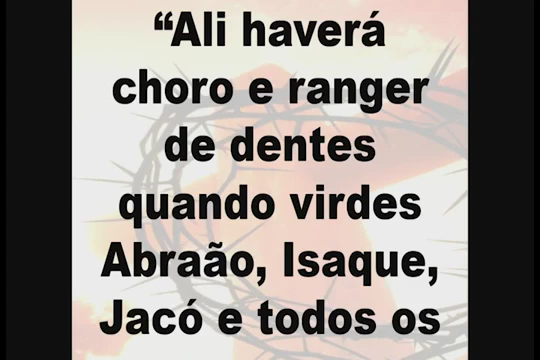 “Ali haverá
choro e ranger
de dentes
quando virdes
Abraão, Isaque,
Jacó e todos os